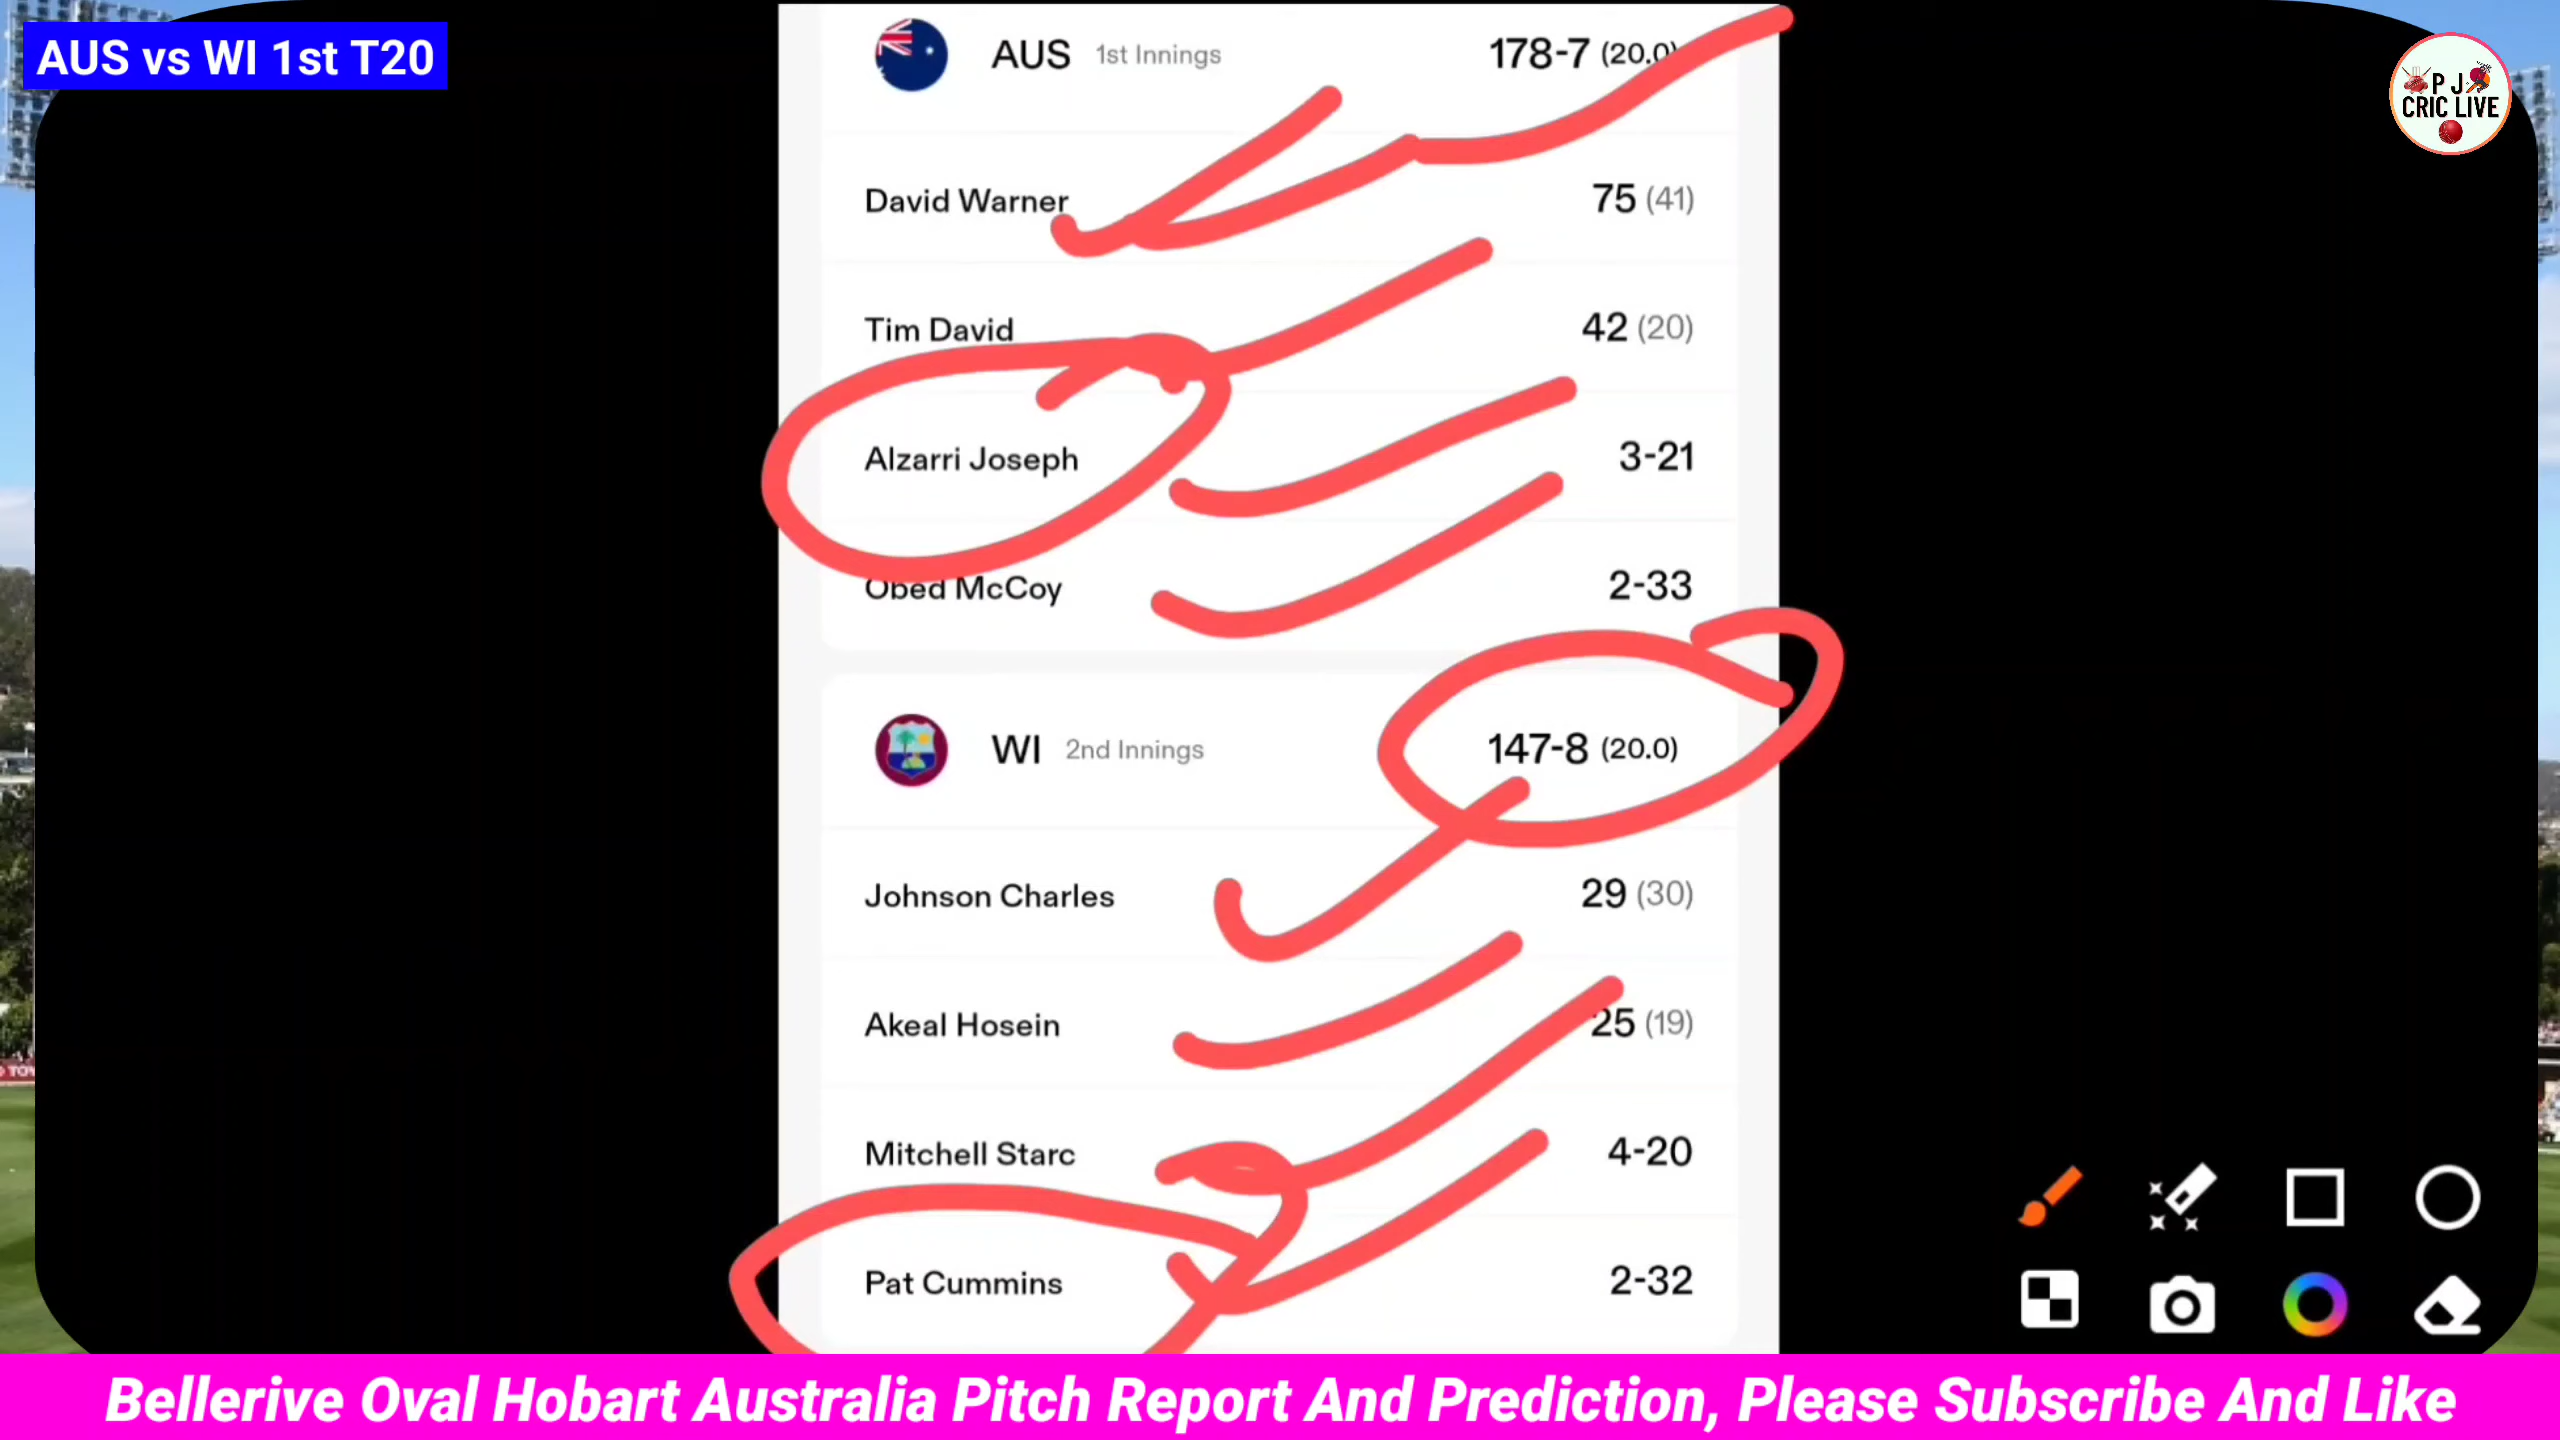 AUS vs WI 1st T20
P J
CRIC LIVE
AUS 1st Innings 178-7 (20.0)
David Warner 75 (41)
Tim David 42 (20)
Alzarri Joseph 3-21
Obed McCoy 2-33
WI 2nd Innings 147-8 (20.0)
Johnson Charles 29 (30)
Akeal Hosein 25 (19)
Mitchell Starc 4-20
Pat Cummins 2-32
Bellerive Oval Hobart Australia Pitch Report And Prediction, Please Subscribe And Like